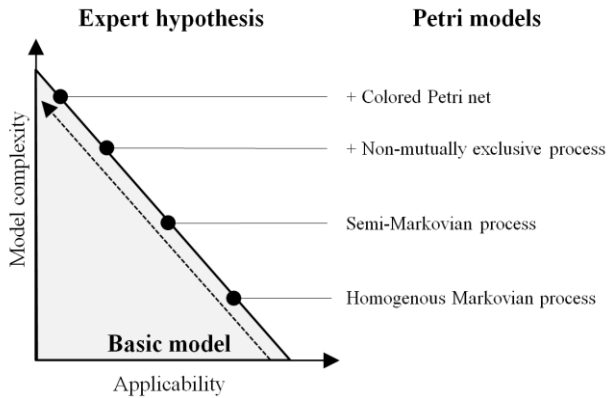 Expert hypothesis
Petri models
Model complexity
+ Colored Petri net
+ Non-mutually exclusive process
Semi-Markovian process
Homogenous Markovian process
Basic model
Applicability